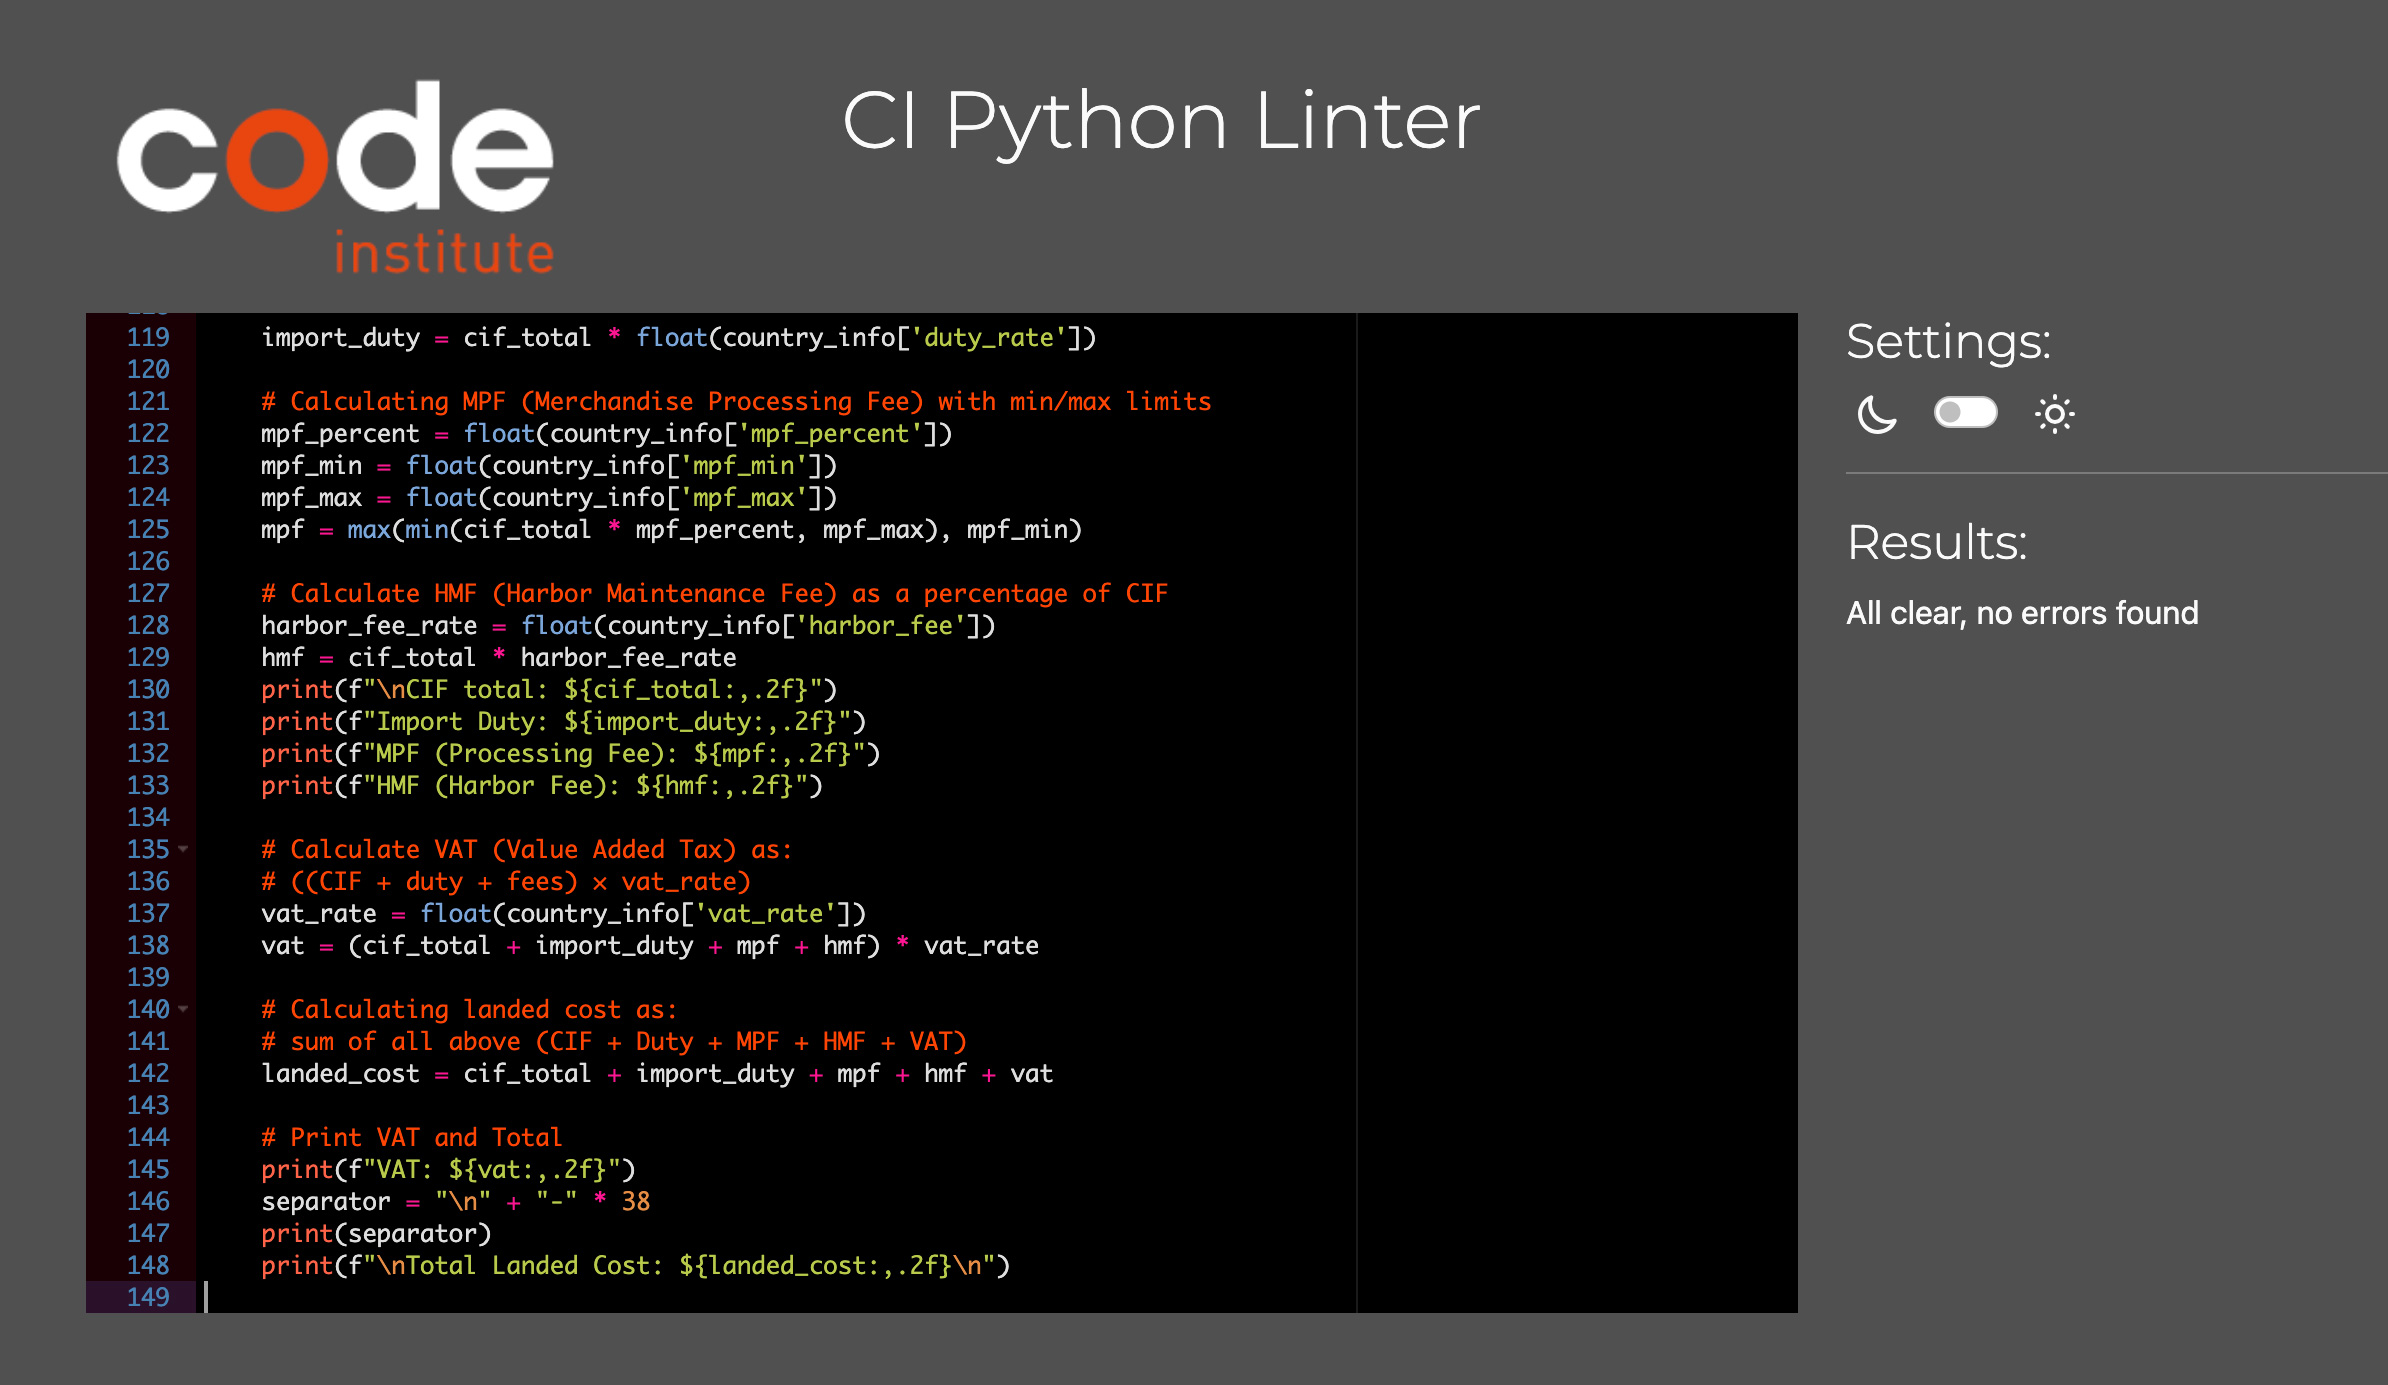 code
institute
CI Python Linter
119     import_duty = cif_total * float(country_info['duty_rate'])
120
121     # Calculating MPF (Merchandise Processing Fee) with min/max limits
122     mpf_percent = float(country_info['mpf_percent'])
123     mpf_min = float(country_info['mpf_min'])
124     mpf_max = float(country_info['mpf_max'])
125     mpf = max(min(cif_total * mpf_percent, mpf_max), mpf_min)
126
127     # Calculate HMF (Harbor Maintenance Fee) as a percentage of CIF
128     harbor_fee_rate = float(country_info['harbor_fee'])
129     hmf = cif_total * harbor_fee_rate
130     print(f"\nCIF total: ${cif_total:,.2f}")
131     print(f"Import Duty: ${import_duty:,.2f}")
132     print(f"MPF (Processing Fee): ${mpf:,.2f}")
133     print(f"HMF (Harbor Fee): ${hmf:,.2f}")
134
135     # Calculate VAT (Value Added Tax) as:
136     # ((CIF + duty + fees) × vat_rate)
137     vat_rate = float(country_info['vat_rate'])
138     vat = (cif_total + import_duty + mpf + hmf) * vat_rate
139
140     # Calculating landed cost as:
141     # sum of all above (CIF + Duty + MPF + HMF + VAT)
142     landed_cost = cif_total + import_duty + mpf + hmf + vat
143
144     # Print VAT and Total
145     print(f"VAT: ${vat:,.2f}")
146     separator = "\n" + "-" * 38
147     print(separator)
148     print(f"\nTotal Landed Cost: ${landed_cost:,.2f}\n")
149
Settings:
Results:
All clear, no errors found